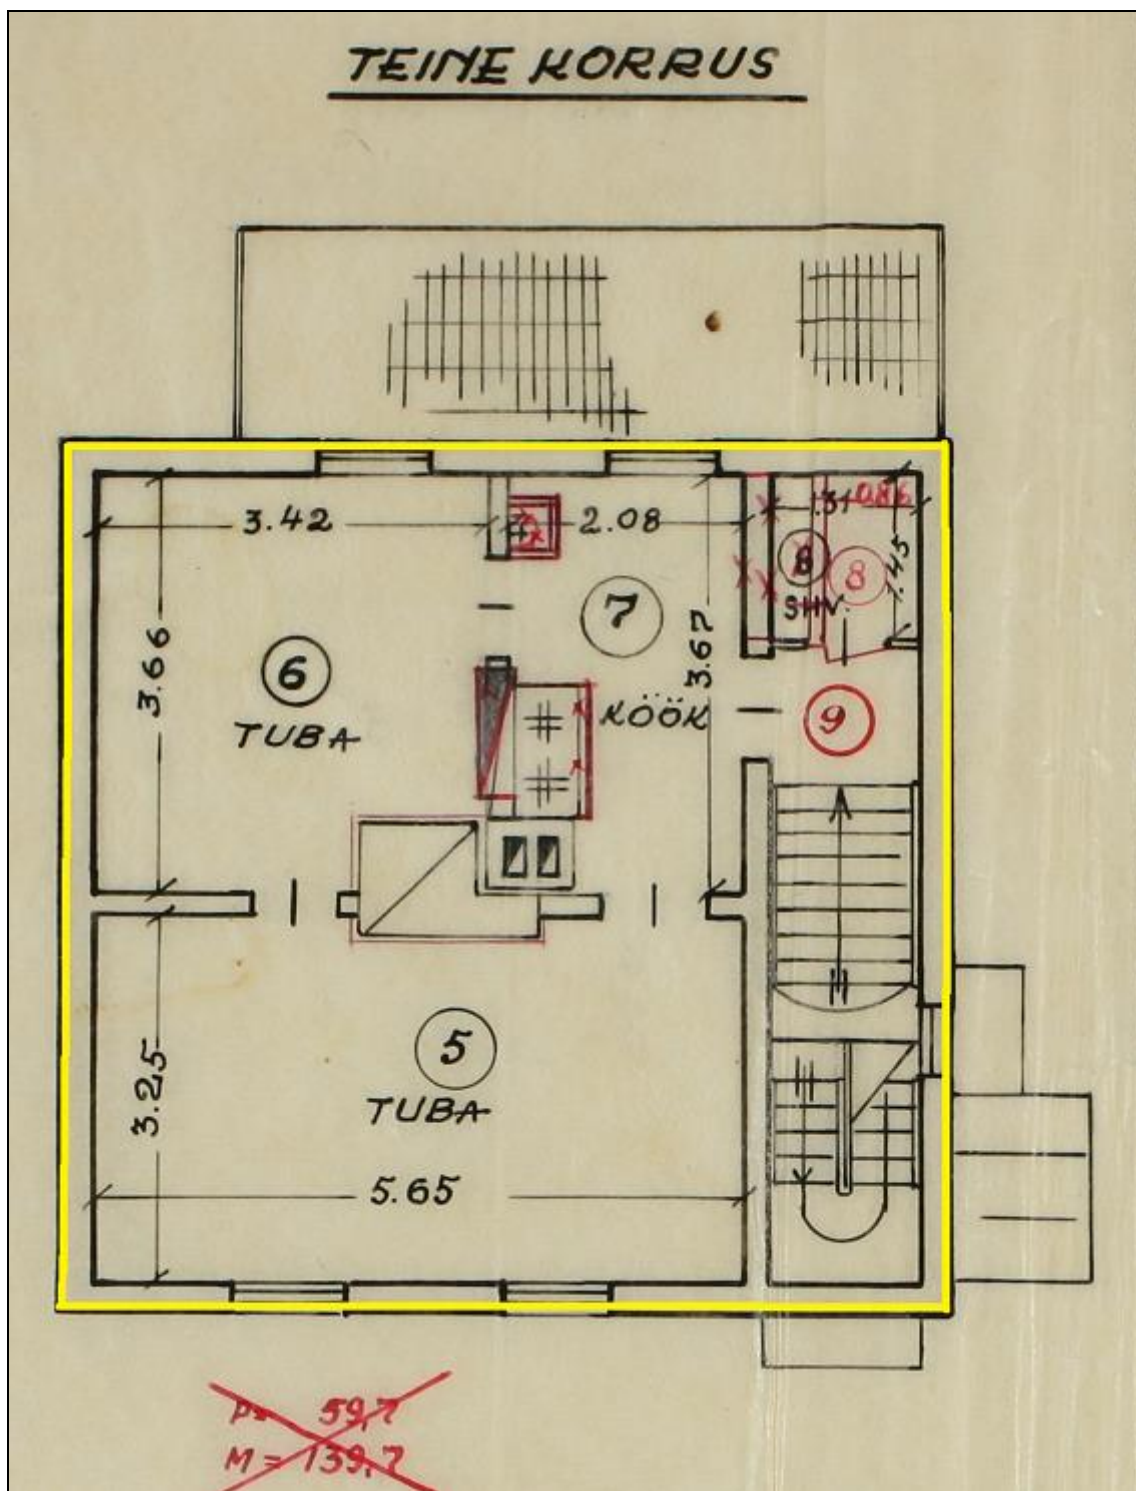 TEINE KORRUS
3.42
2.08
1.31
0.86
8
8
1.45
SHV.
7
3.66
3.67
6
TUBA
KÖÖK
9
5
TUBA
3.25
5.65
P= 59,7
M = 139,7